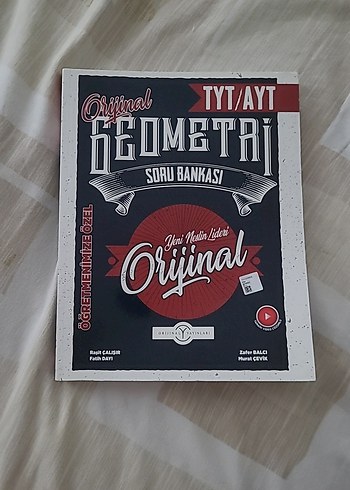 TYT/AYT
Orijinal
GEOMETRİ
SORU BANKASI
ÖĞRETMENİMİZE ÖZEL
Yeni Neslin Lideri
Orijinal
ORİJİNAL YAYINLARI
Raşit ÇALIŞIR
Fatih DAYI
Zafer BALCI
Murat ÇEVİK